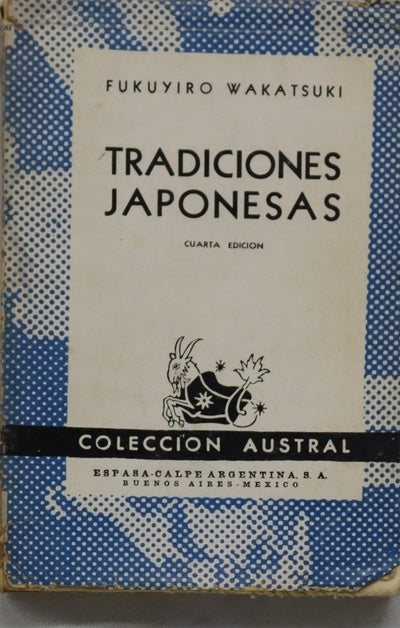 FUKUYIRO WAKATSUKI
TRADICIONES
JAPONESAS
CUARTA EDICION
COLECCION AUSTRAL
ESPASA-CALPE ARGENTINA, S. A.
BUENOS AIRES-MEXICO